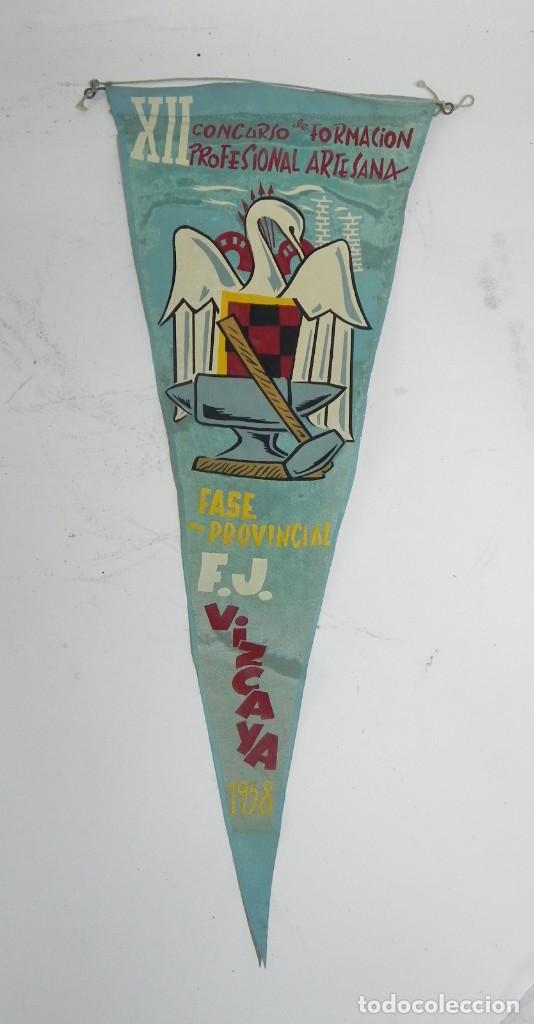 XII CONCURSO de FORMACION
PROFESIONAL ARTESANA
FASE
-PROVINCIAL
F.J.
ViZCAYA
1958
todocoleccion